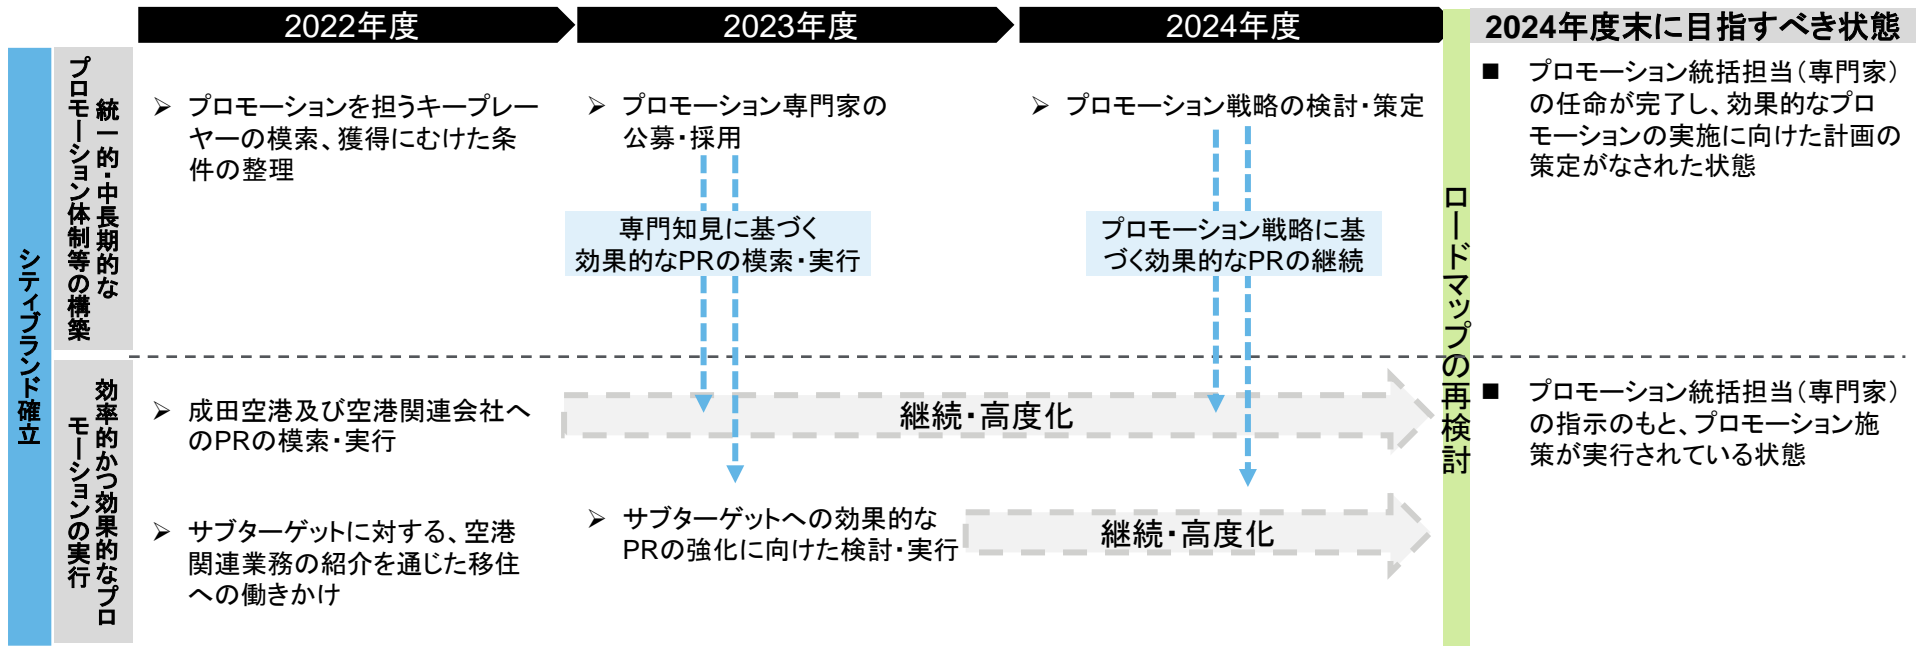 2022年度
2023年度
2024年度
2024年度末に目指すべき状態
シティブランド確立
統一的・中長期的な
プロモーション体制等の構築
➢ プロモーションを担うキープレー
ヤーの模索、獲得にむけた条
件の整理
➢ プロモーション専門家の
公募・採用
➢ プロモーション戦略の検討・策定
専門知見に基づく
効果的なPRの模索・実行
プロモーション戦略に基
づく効果的なPRの継続
ロードマップの再検討
■ プロモーション統括担当(専門家)
の任命が完了し、効果的なプロ
モーションの実施に向けた計画の
策定がなされた状態
効率的かつ効果的なプロ
モーションの実行
➢ 成田空港及び空港関連会社へ
のPRの模索・実行
継続・高度化
➢ サブターゲットに対する、空港
関連業務の紹介を通じた移住
への働きかけ
➢ サブターゲットへの効果的な
PRの強化に向けた検討・実行
継続・高度化
■ プロモーション統括担当(専門家)
の指示のもと、プロモーション施
策が実行されている状態